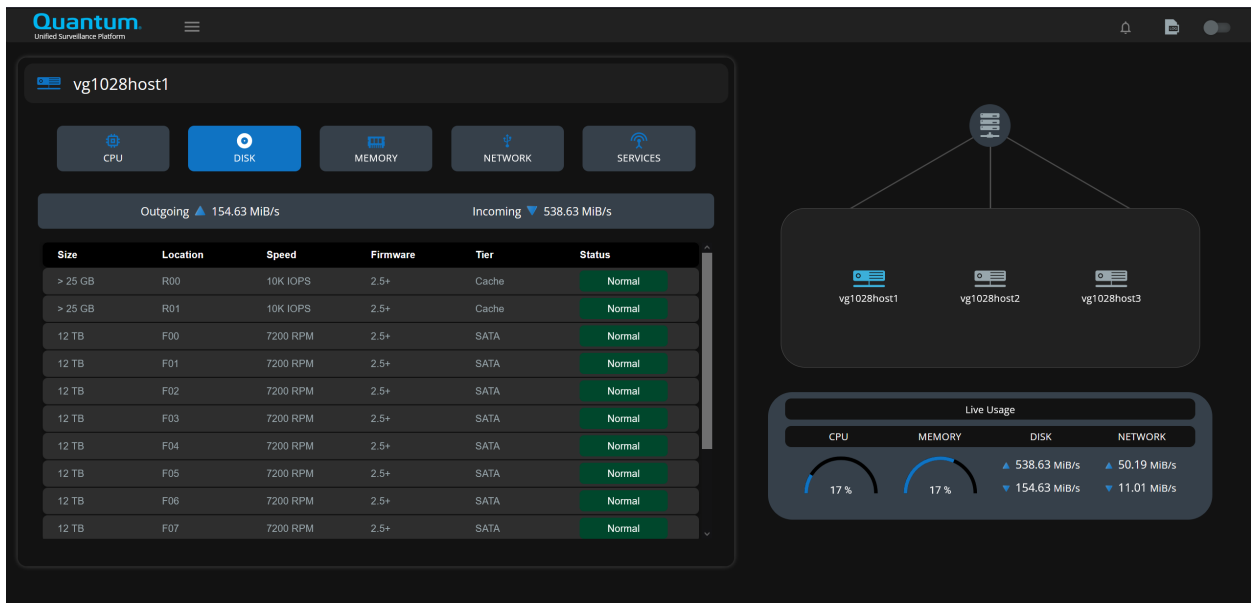 Quantum.
Unified Surveillance Platform
vg1028host1
CPU DISK MEMORY NETWORK SERVICES
Outgoing 154.63 MiB/s Incoming 538.63 MiB/s
Size Location Speed Firmware Tier Status
> 25 GB R00 10K IOPS 2.5+ Cache Normal
> 25 GB R01 10K IOPS 2.5+ Cache Normal
12 TB F00 7200 RPM 2.5+ SATA Normal
12 TB F01 7200 RPM 2.5+ SATA Normal
12 TB F02 7200 RPM 2.5+ SATA Normal
12 TB F03 7200 RPM 2.5+ SATA Normal
12 TB F04 7200 RPM 2.5+ SATA Normal
12 TB F05 7200 RPM 2.5+ SATA Normal
12 TB F06 7200 RPM 2.5+ SATA Normal
12 TB F07 7200 RPM 2.5+ SATA Normal
vg1028host1 vg1028host2 vg1028host3
Live Usage
CPU MEMORY DISK NETWORK
538.63 MiB/s 50.19 MiB/s
17 % 17 % 154.63 MiB/s 11.01 MiB/s